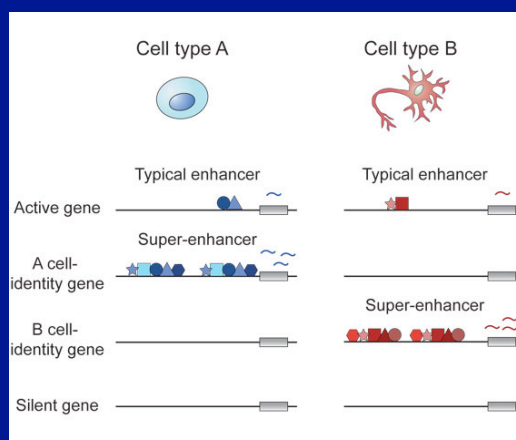 Cell type A
Cell type B
Typical enhancer
Typical enhancer
Active gene
Super-enhancer
A cell-
identity gene
Super-enhancer
B cell-
identity gene
Silent gene